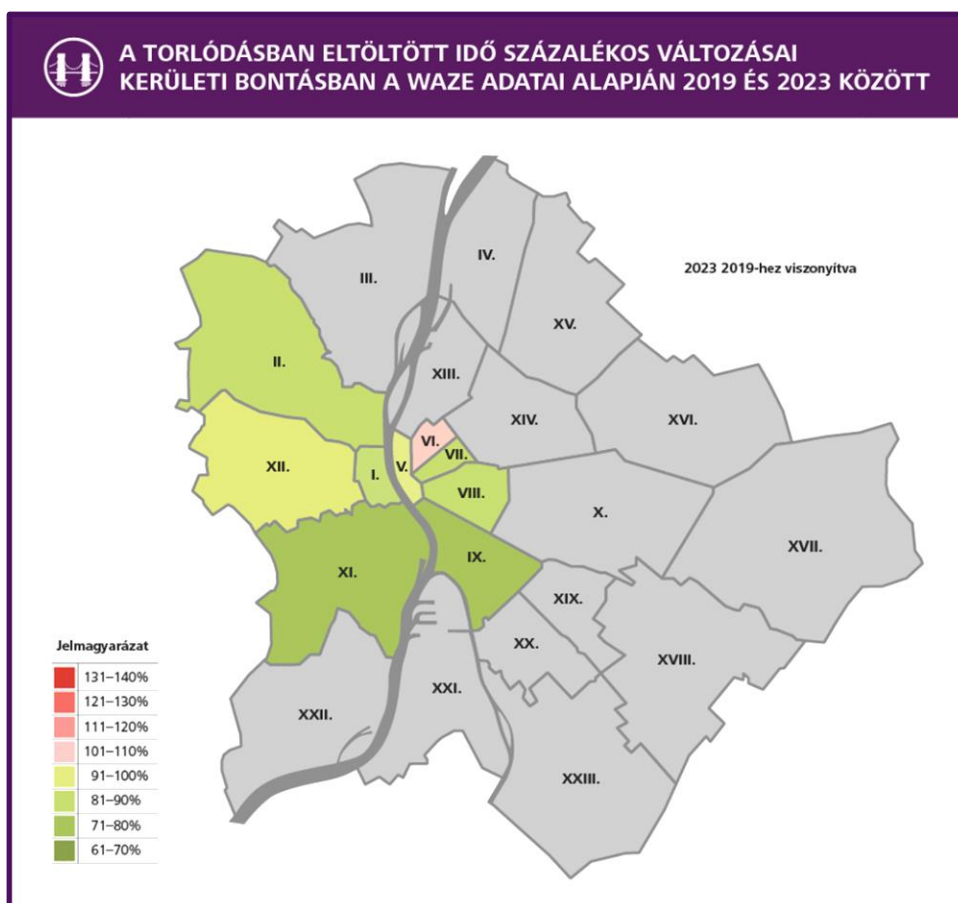 A TORLÓDÁSBAN ELTÖLTÖTT IDŐ SZÁZALÉKOS VÁLTOZÁSAI
KERÜLETI BONTÁSBAN A WAZE ADATAI ALAPJÁN 2019 ÉS 2023 KÖZÖTT
2023 2019-hez viszonyítva
IV.
III.
XV.
II.
XIII.
XIV.
XVI.
VI.
VII.
XII.
I.
V.
VIII.
X.
XVII.
IX.
XI.
XIX.
XX.
XVIII.
XXI.
XXII.
XXIII.
Jelmagyarázat
131–140%
121–130%
111–120%
101–110%
91–100%
81–90%
71–80%
61–70%